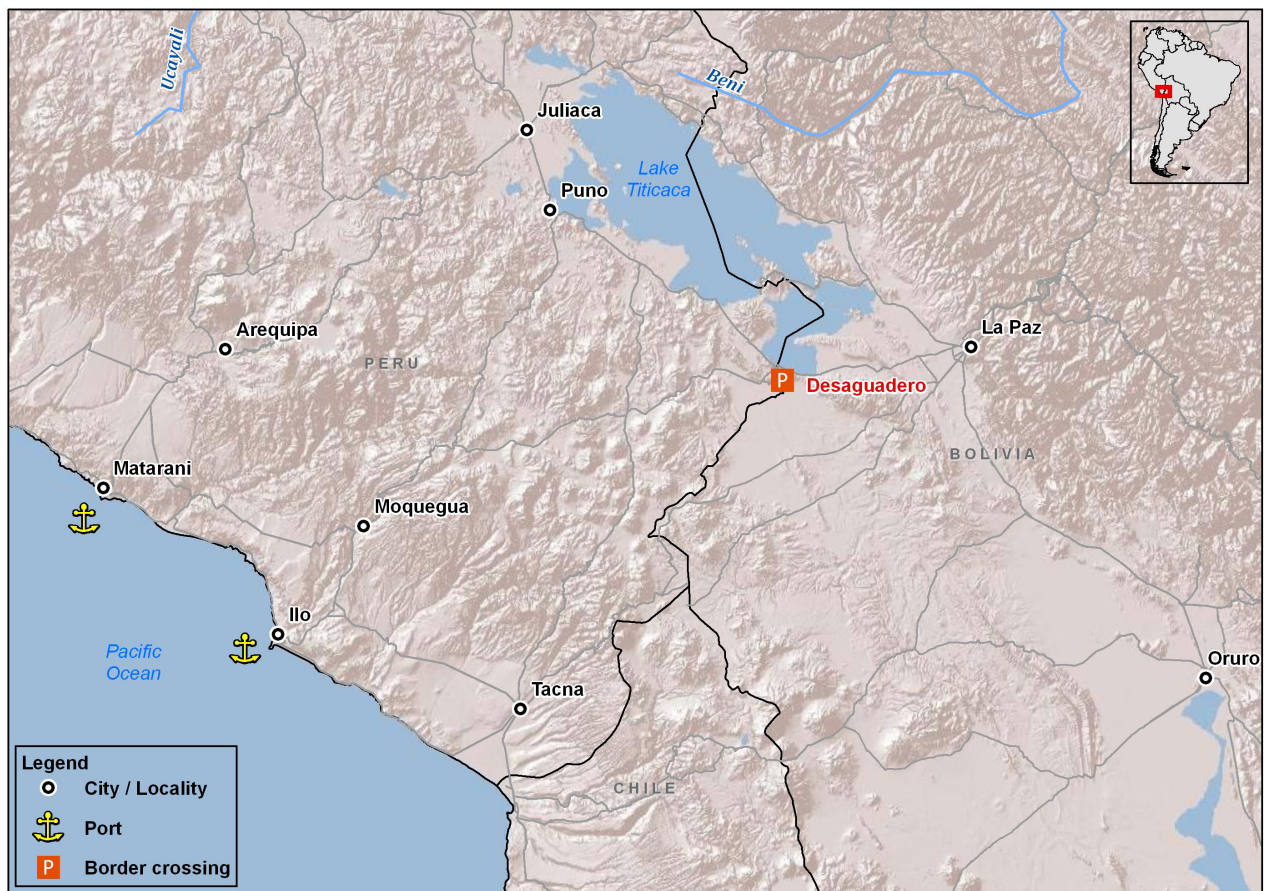 Ucayali
Beni
Juliaca
Lake
Titicaca
Puno
Arequipa
PERU
La Paz
P
Desaguadero
BOLIVIA
Matarani
Moquegua
Ilo
Pacific
Ocean
Oruro
Tacna
CHILE
Legend
City / Locality
Port
P
Border crossing